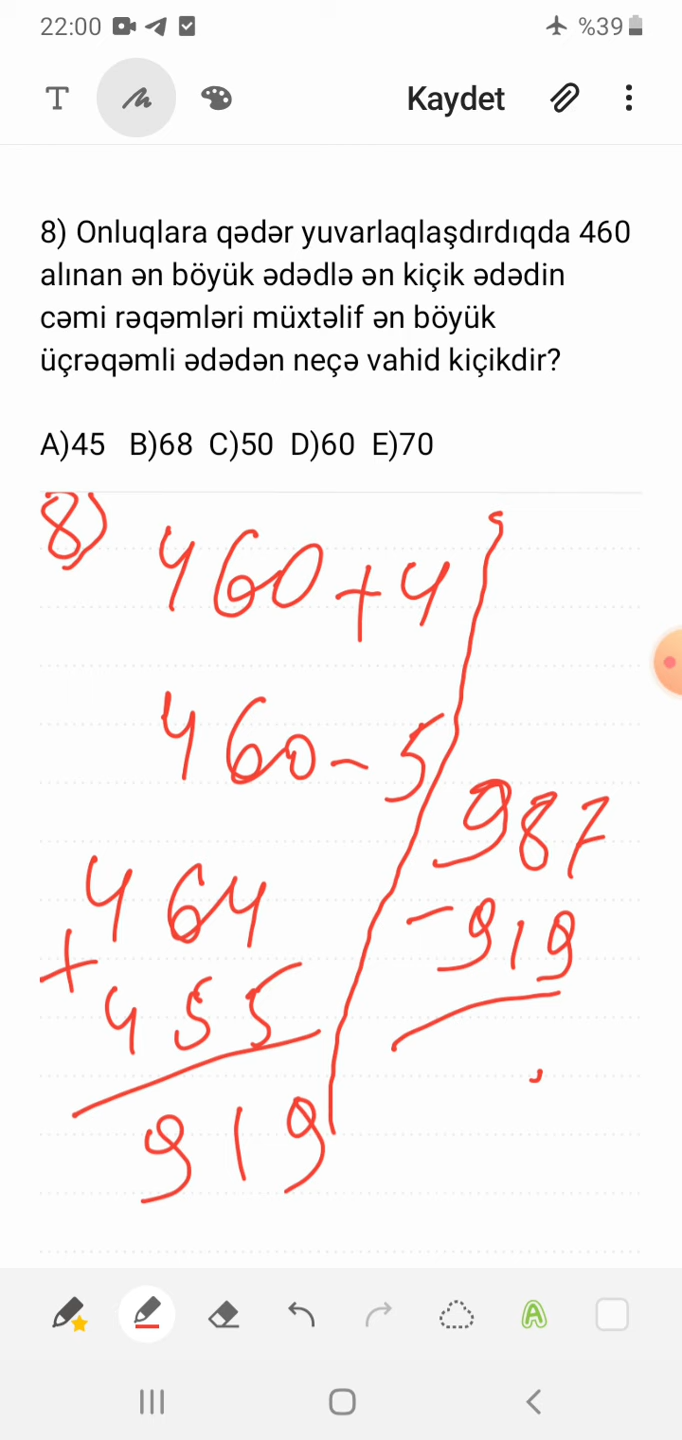 22:00 %39
T Kaydet
8) Onluqlara qədər yuvarlaqlaşdırdıqda 460
alınan ən böyük ədədlə ən kiçik ədədin
cəmi rəqəmləri müxtəlif ən böyük
üçrəqəmli ədədən neçə vahid kiçikdir?
A)45 B)68 C)50 D)60 E)70
8) 460+4
460-5
464
+
455
919
987
-919
A